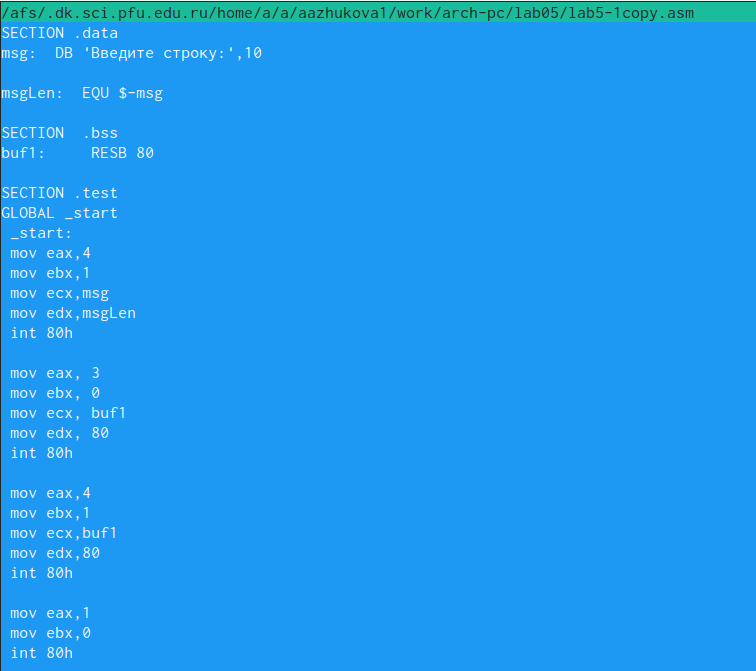 /afs/.dk.sci.pfu.edu.ru/home/a/a/aazhukova1/work/arch-pc/lab05/lab5-1copy.asm
SECTION .data
msg:  DB 'Введите строку:',10
msgLen:  EQU $-msg
SECTION  .bss
buf1:     RESB 80
SECTION .test
GLOBAL _start
_start:
mov eax,4
mov ebx,1
mov ecx,msg
mov edx,msgLen
int 80h
mov eax, 3
mov ebx, 0
mov ecx, buf1
mov edx, 80
int 80h
mov eax,4
mov ebx,1
mov ecx,buf1
mov edx,80
int 80h
mov eax,1
mov ebx,0
int 80h